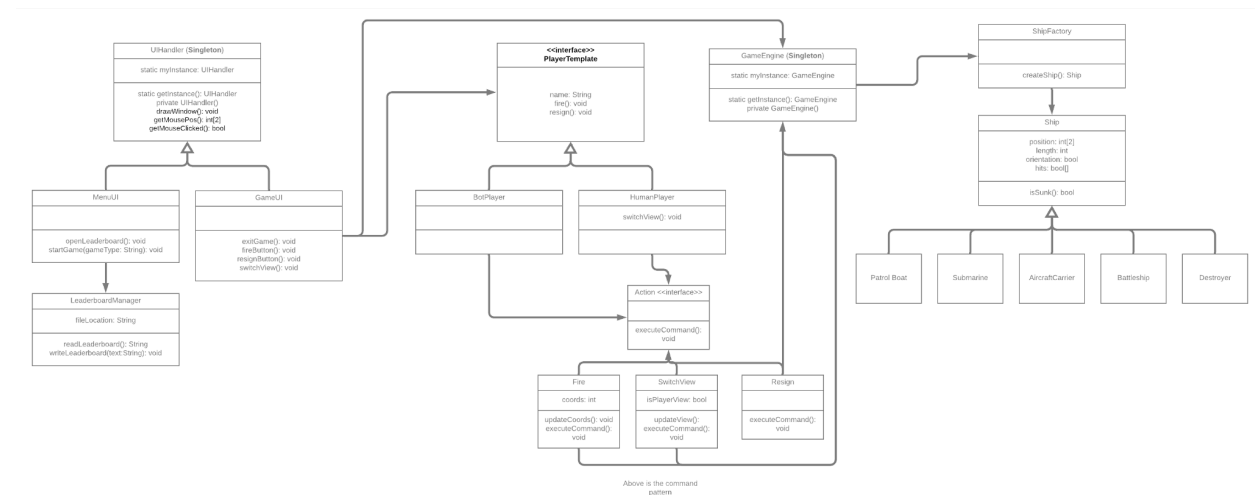 UIHandler (Singleton)
static myInstance: UIHandler
static getInstance(): UIHandler
private UIHandler()
drawWindow(): void
getMousePos(): int[2]
getMouseClicked(): bool
<<interface>>
PlayerTemplate
name: String
fire(): void
resign(): void
GameEngine (Singleton)
static myInstance: GameEngine
static getInstance(): GameEngine
private GameEngine()
ShipFactory
createShip(): Ship
Ship
position: int[2]
length: int
orientation: bool
hits: bool[]
isSunk(): bool
MenuUI
openLeaderboard(): void
startGame(gameType: String): void
GameUI
exitGame(): void
fireButton(): void
resignButton(): void
switchView(): void
BotPlayer
HumanPlayer
switchView(): void
Patrol Boat
Submarine
AircraftCarrier
Battleship
Destroyer
LeaderboardManager
fileLocation: String
readLeaderboard(): String
writeLeaderboard(text:String): void
Action <<interface>>
executeCommand():
void
Fire
coords: int
updateCoords(): void
executeCommand():
void
SwitchView
isPlayerView: bool
updateView():
executeCommand():
void
Resign
executeCommand():
void
Above is the command
pattern